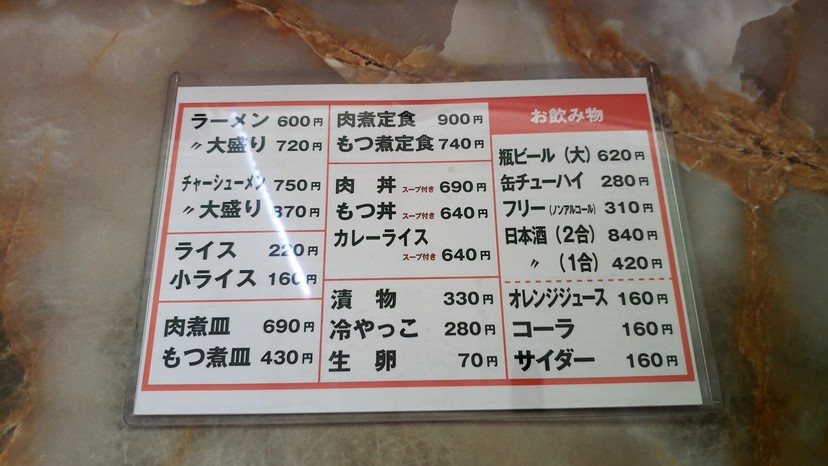 ラーメン 600円
〃大盛り 720円
チャーシューメン 750円
〃大盛り 870円
ライス 220円
小ライス 160円
肉煮皿 690円
もつ煮皿 430円
肉煮定食 900円
もつ煮定食 740円
肉 丼 スープ付き 690円
もつ丼 スープ付き 640円
カレーライス
スープ付き 640円
漬 物 330円
冷やっこ 280円
生 卵 70円
お飲み物
瓶ビール(大) 620円
缶チューハイ 280円
フリー(ノンアルコール) 310円
日本酒(2合) 840円
〃 (1合) 420円
オレンジジュース 160円
コーラ 160円
サイダー 160円